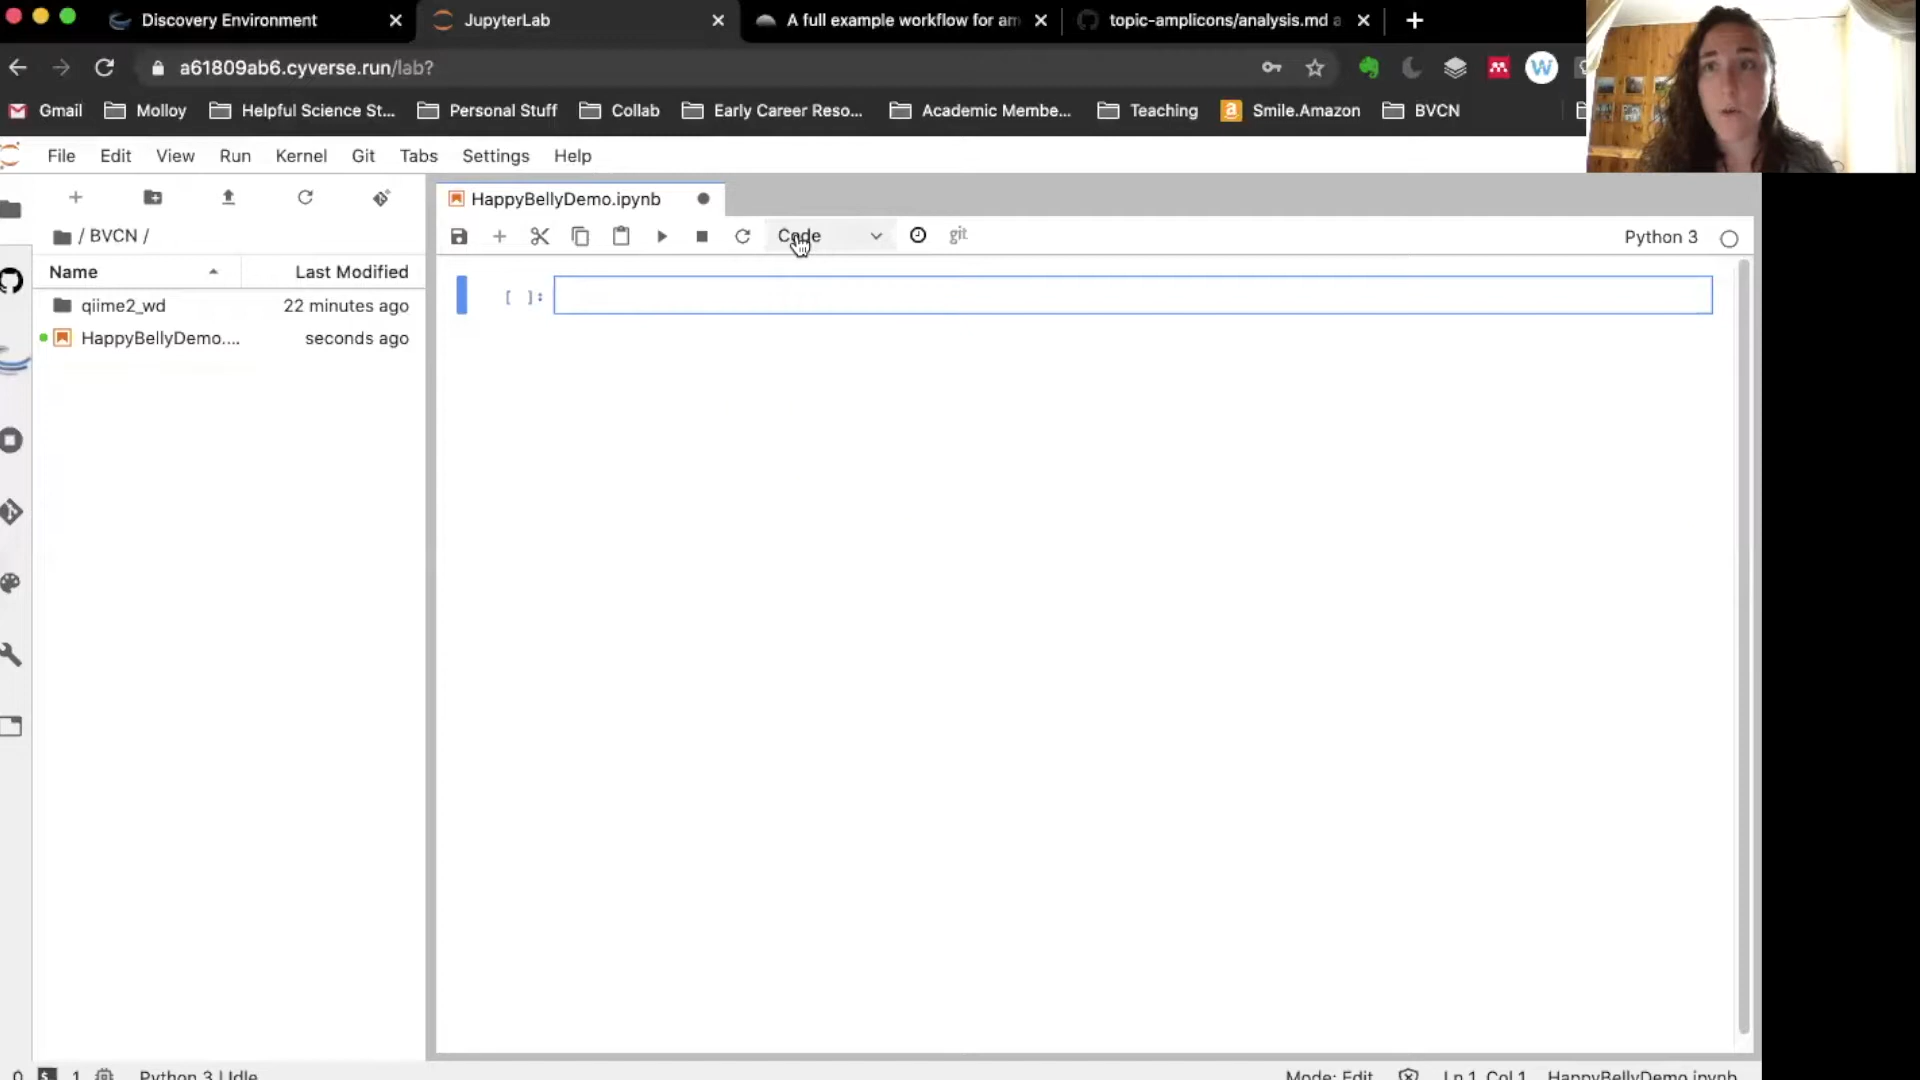 Discovery Environment
JupyterLab
A full example workflow for am
topic-amplicons/analysis.md a
a61809ab6.cyverse.run/lab?
W
Gmail Molloy Helpful Science St... Personal Stuff Collab Early Career Reso... Academic Membe... Teaching Smile.Amazon BVCN
File Edit View Run Kernel Git Tabs Settings Help
HappyBellyDemo.ipynb
/ BVCN /
Code
git
Python 3
Name
Last Modified
qiime2_wd 22 minutes ago
HappyBellyDemo.... seconds ago
[ ]:
0 1 Python 3 | Idle
Mode: Edit Ln 1, Col 1 HappyBellyDemo.ipynb